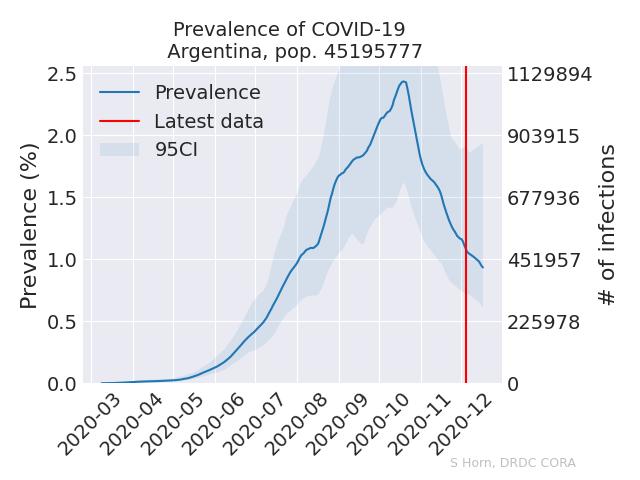 Prevalence of COVID-19
Argentina, pop. 45195777
Prevalence (%)
2.5
2.0
1.5
1.0
0.5
0.0
Prevalence
Latest data
95CI
1129894
903915
677936
451957
225978
0
# of infections
2020-03
2020-04
2020-05
2020-06
2020-07
2020-08
2020-09
2020-10
2020-11
2020-12
S Horn, DRDC CORA